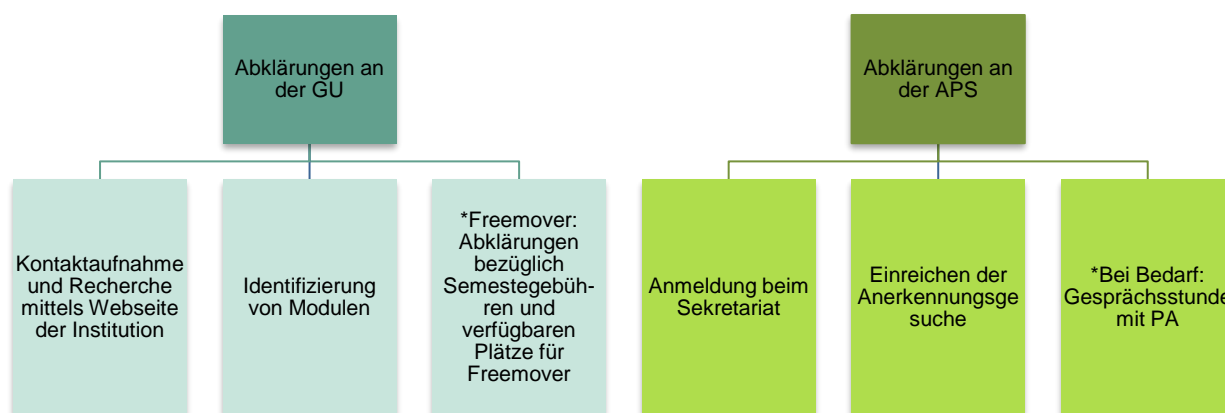 Abklärungen an
der GU
Abklärungen an
der APS
Kontaktaufnahme
und Recherche
mittels Webseite
der Institution
Identifizierung
von Modulen
*Freemover:
Abklärungen
bezüglich
Semestegebüh-
ren und
verfügbaren
Plätze für
Freemover
Anmeldung beim
Sekretariat
Einreichen der
Anerkennungsge
suche
*Bei Bedarf:
Gesprächsstunde
mit PA